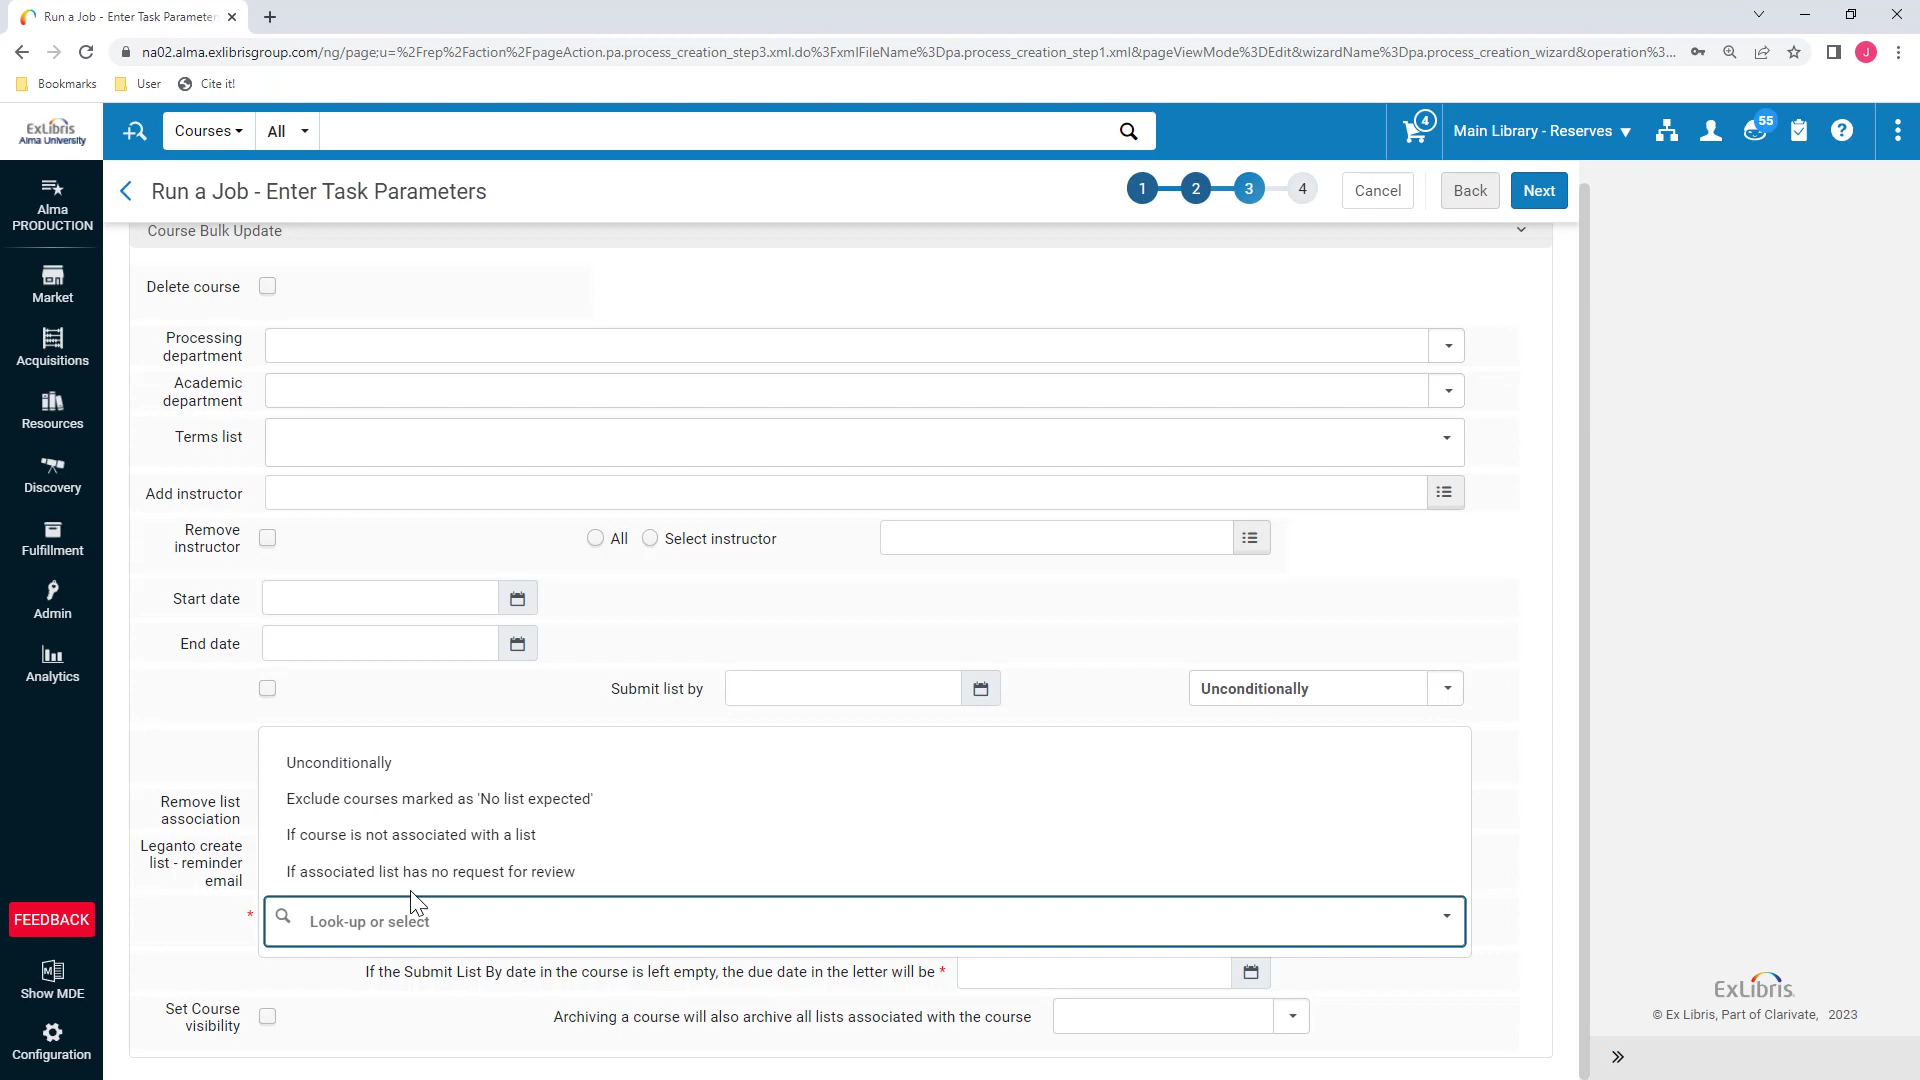 Run a Job - Enter Task Parameter
na02.alma.exlibrisgroup.com/ng/page;u=%2Frep%2Faction%2FpageAction.pa.process_creation_step3.xml.do%3FxmlFileName%3Dpa.process_creation_step1.xml&pageViewMode%3DEdit&wizardName%3Dpa.process_creation_wizard&operation%3...
J
Bookmarks
User
Cite it!
ExLibris
Alma University
Courses
All
4
Main Library - Reserves
55
Run a Job - Enter Task Parameters
1
2
3
4
Cancel
Back
Next
Alma
PRODUCTION
Market
Acquisitions
Resources
Discovery
Fulfillment
Admin
Analytics
FEEDBACK
Show MDE
Configuration
Course Bulk Update
Delete course
Processing
department
Academic
department
Terms list
Add instructor
Remove
instructor
All
Select instructor
Start date
End date
Submit list by
Unconditionally
Unconditionally
Exclude courses marked as 'No list expected'
If course is not associated with a list
If associated list has no request for review
Remove list
association
Leganto create
list - reminder
email
* Look-up or select
If the Submit List By date in the course is left empty, the due date in the letter will be *
Set Course
visibility
Archiving a course will also archive all lists associated with the course
ExLibris.
© Ex Libris, Part of Clarivate, 2023